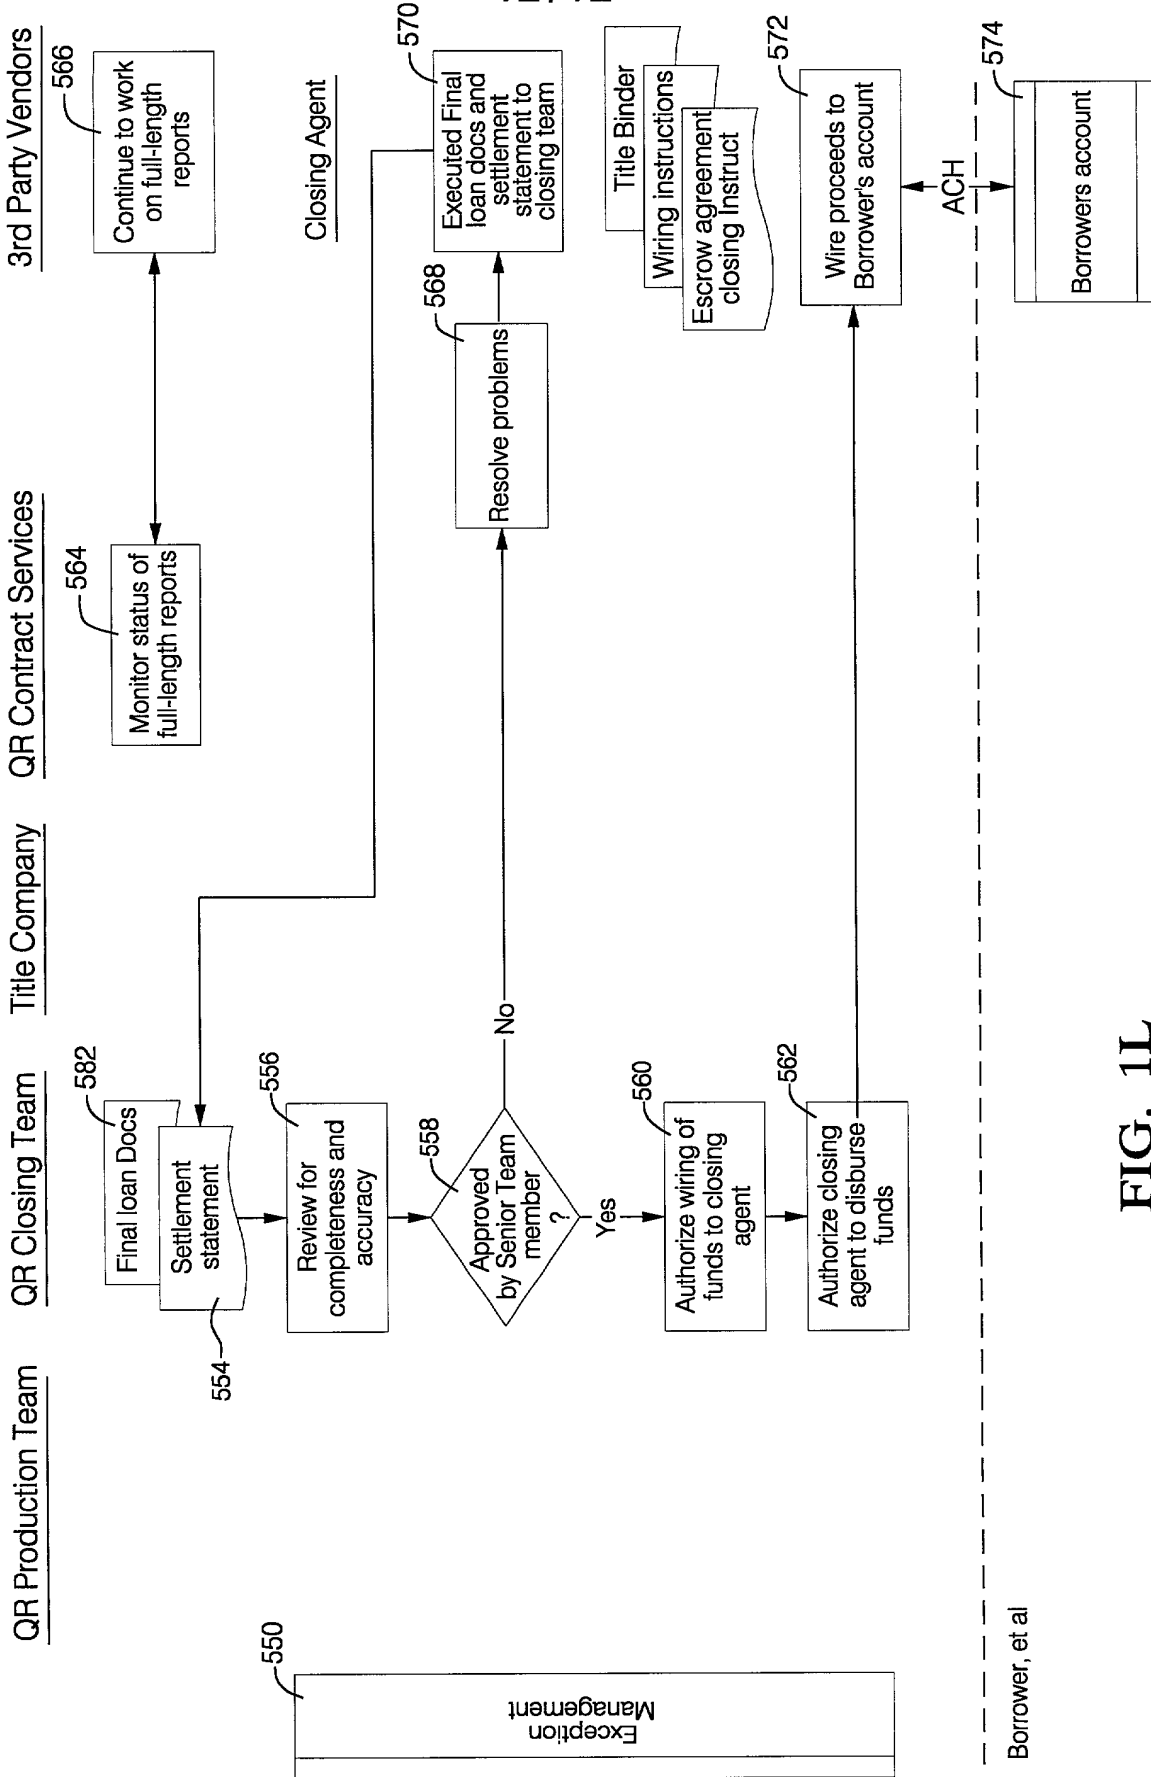 QR Production Team
QR Closing Team
Title Company
QR Contract Services
3rd Party Vendors
582
Final loan Docs
Settlement
statement
554
564
Monitor status of
full-length reports
566
Continue to work
on full-length
reports
Closing Agent
550
Exception
Management
556
Review for
completeness and
accuracy
558
Approved
by Senior Team
member
?
No
Yes
568
Resolve problems
570
Executed Final
loan docs and
settlement
statement to
closing team
Title Binder
Wiring instructions
Escrow agreement
closing Instruct
560
Authorize wiring of
funds to closing
agent
562
Authorize closing
agent to disburse
funds
572
Wire proceeds to
Borrower's account
ACH
Borrower, et al
574
Borrowers account
FIG. 1L